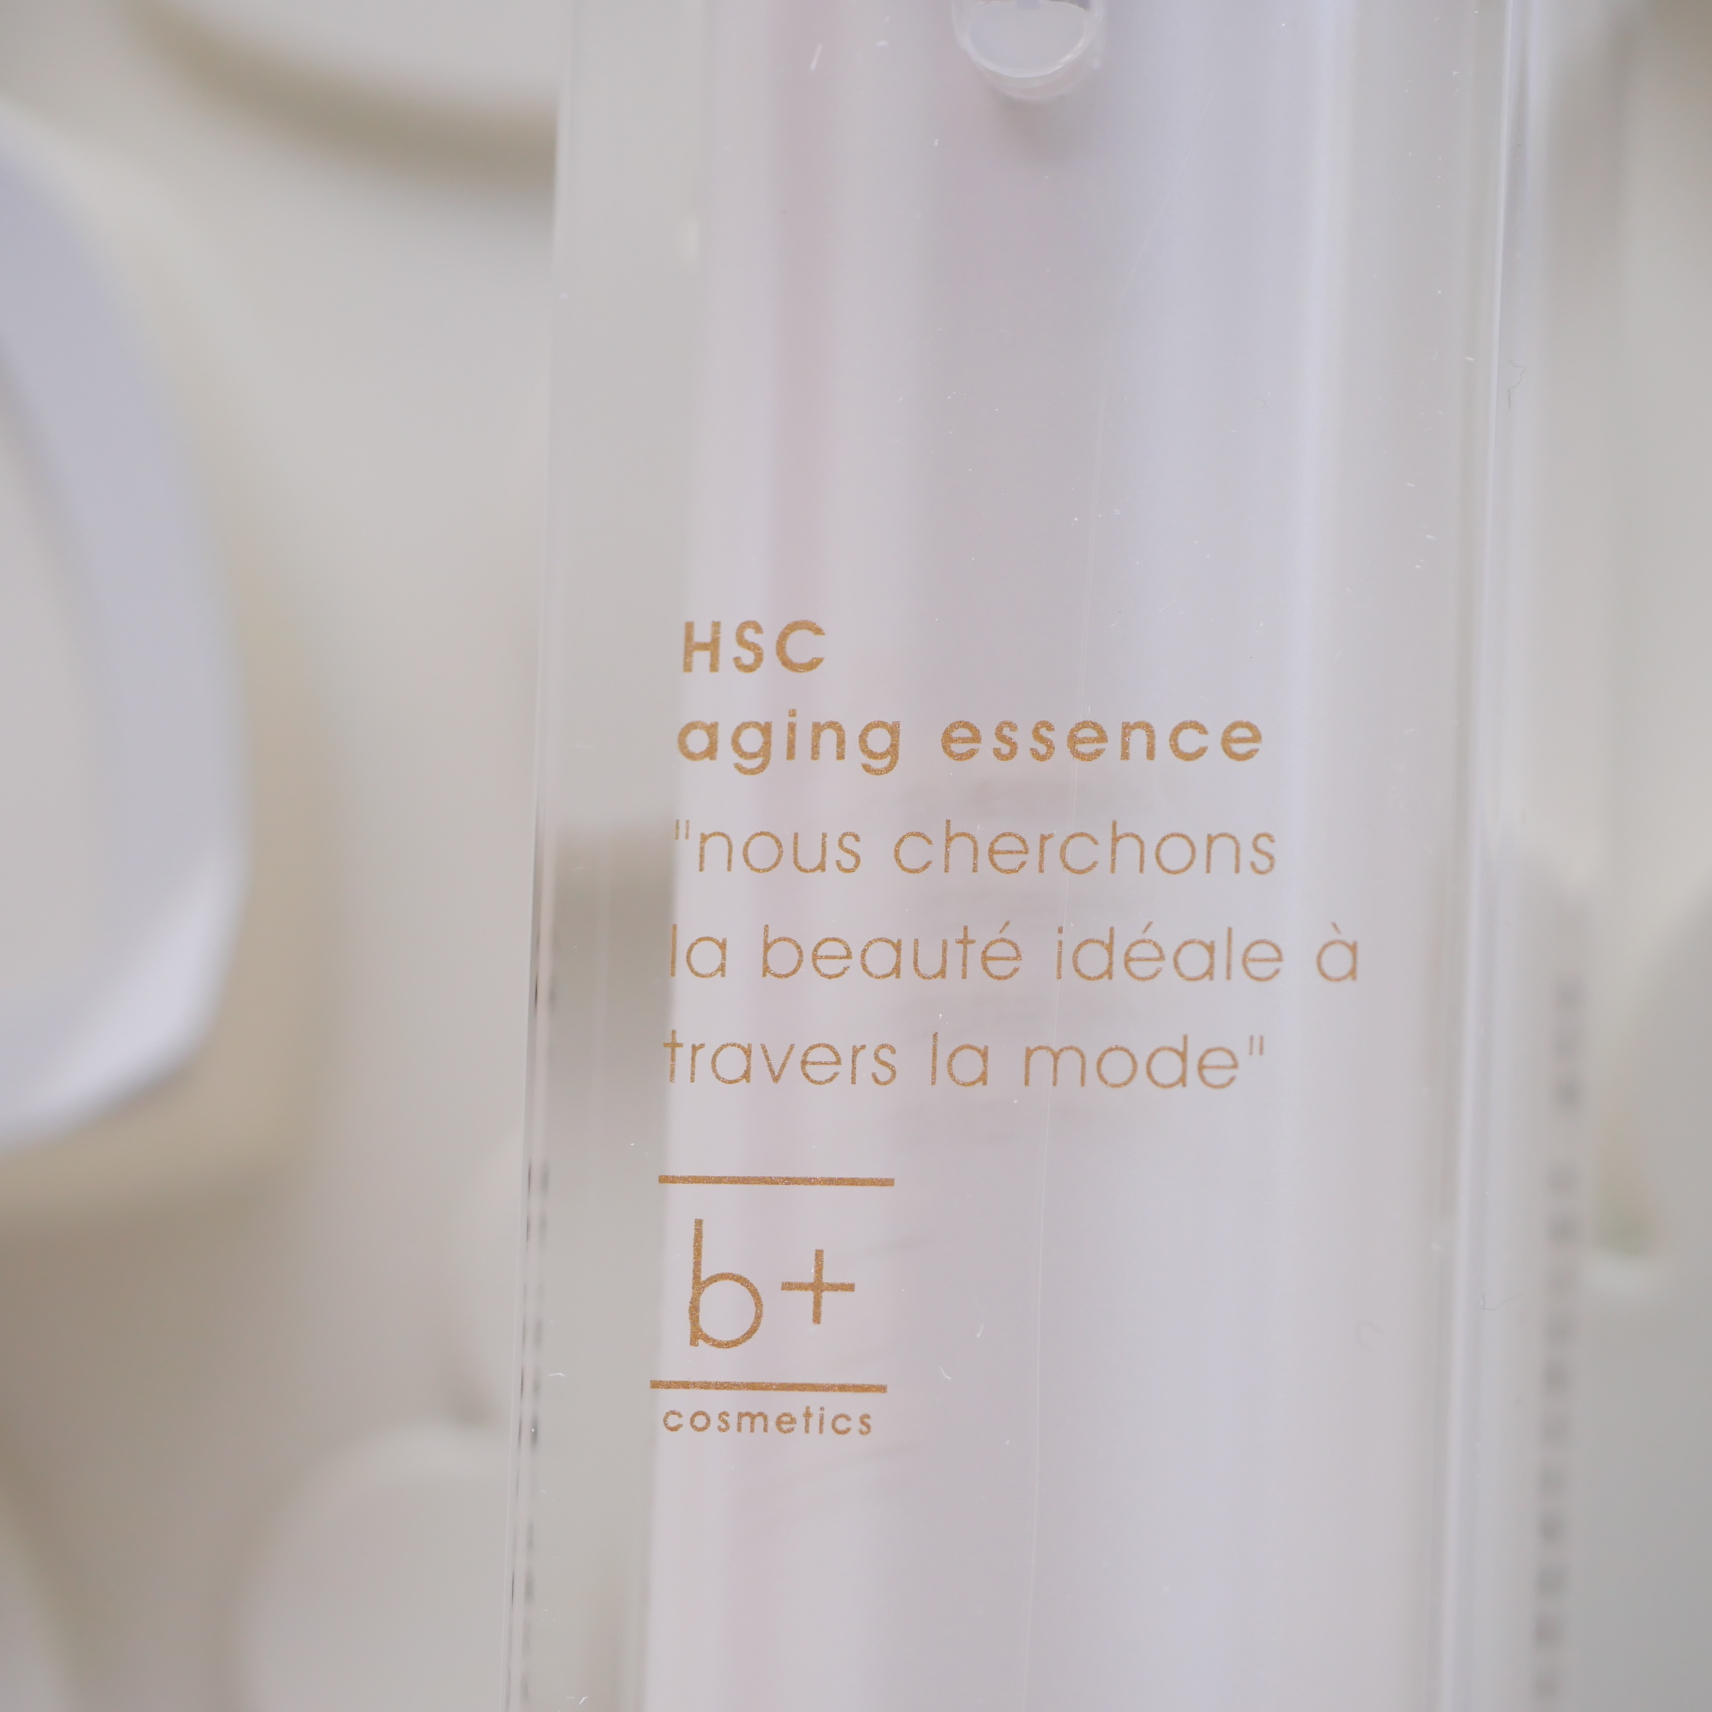 HSC
aging essence
"nous cherchons
la beauté idéale à
travers la mode"
b+
cosmetics